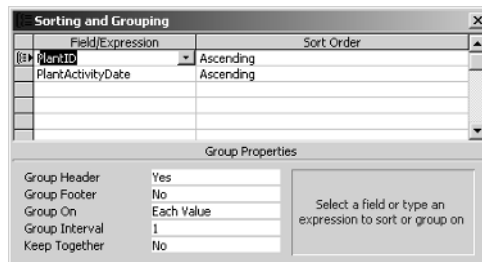 Sorting and Grouping
Field/Expression Sort Order
PlantID Ascending
PlantActivityDate Ascending
Group Properties
Group Header Yes
Group Footer No
Group On Each Value
Group Interval 1
Keep Together No
Select a field or type an
expression to sort or group on